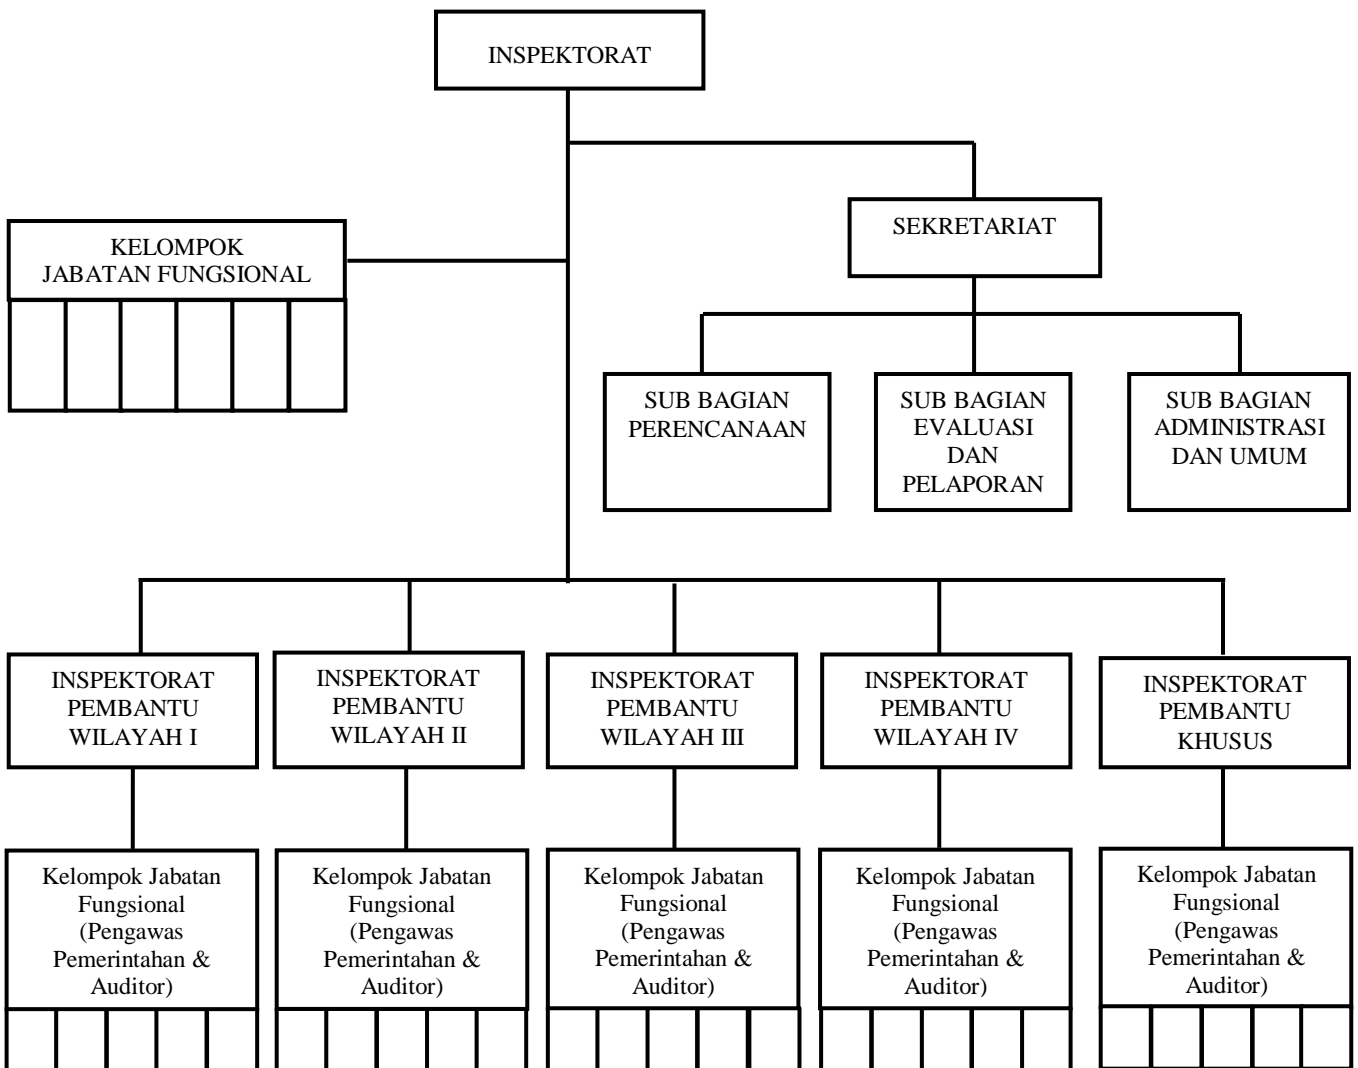 INSPEKTORAT
SEKRETARIAT
KELOMPOK
JABATAN FUNGSIONAL
SUB BAGIAN
PERENCANAAN
SUB BAGIAN
EVALUASI
DAN
PELAPORAN
SUB BAGIAN
ADMINISTRASI
DAN UMUM
INSPEKTORAT
PEMBANTU
WILAYAH I
INSPEKTORAT
PEMBANTU
WILAYAH II
INSPEKTORAT
PEMBANTU
WILAYAH III
INSPEKTORAT
PEMBANTU
WILAYAH IV
INSPEKTORAT
PEMBANTU
KHUSUS
Kelompok Jabatan
Fungsional
(Pengawas
Pemerintahan &
Auditor)
Kelompok Jabatan
Fungsional
(Pengawas
Pemerintahan &
Auditor)
Kelompok Jabatan
Fungsional
(Pengawas
Pemerintahan &
Auditor)
Kelompok Jabatan
Fungsional
(Pengawas
Pemerintahan &
Auditor)
Kelompok Jabatan
Fungsional
(Pengawas
Pemerintahan &
Auditor)